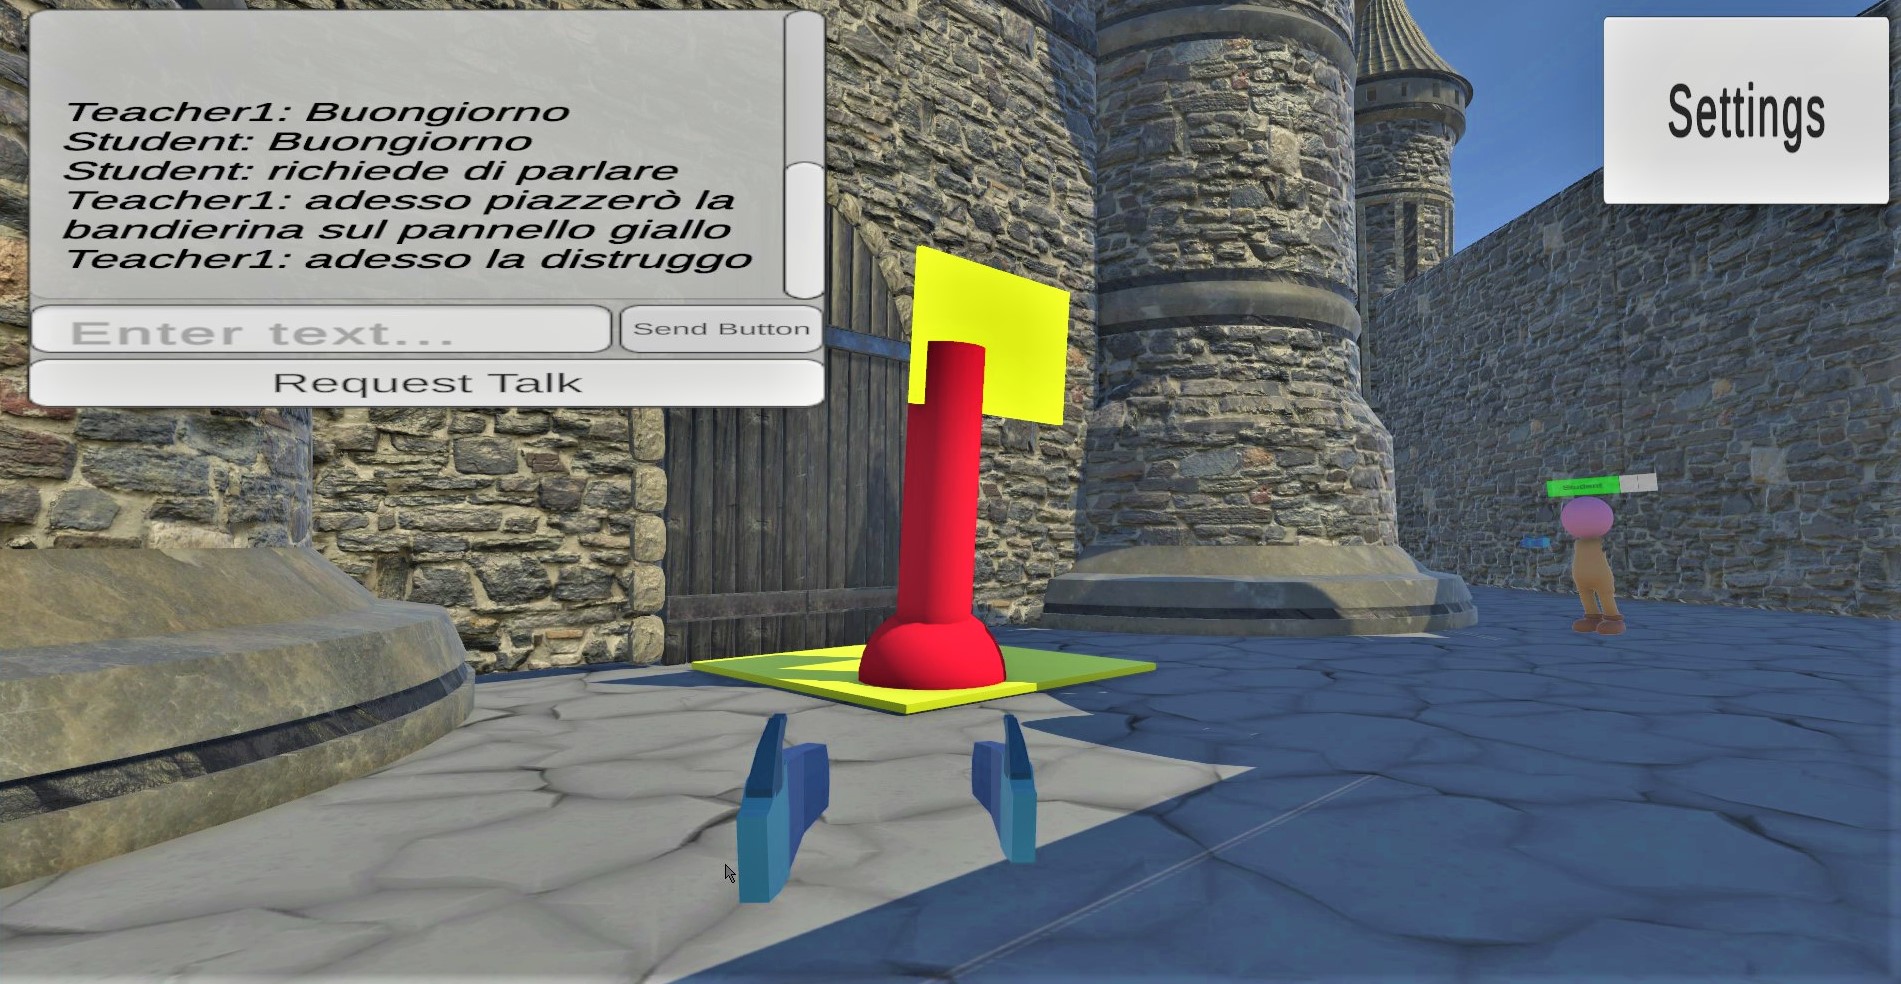 Teacher1: Buongiorno
Student: Buongiorno
Student: richiede di parlare
Teacher1: adesso piazzerò la
bandierina sul pannello giallo
Teacher1: adesso la distruggo
Enter text...
Send Button
Request Talk
Settings
Student